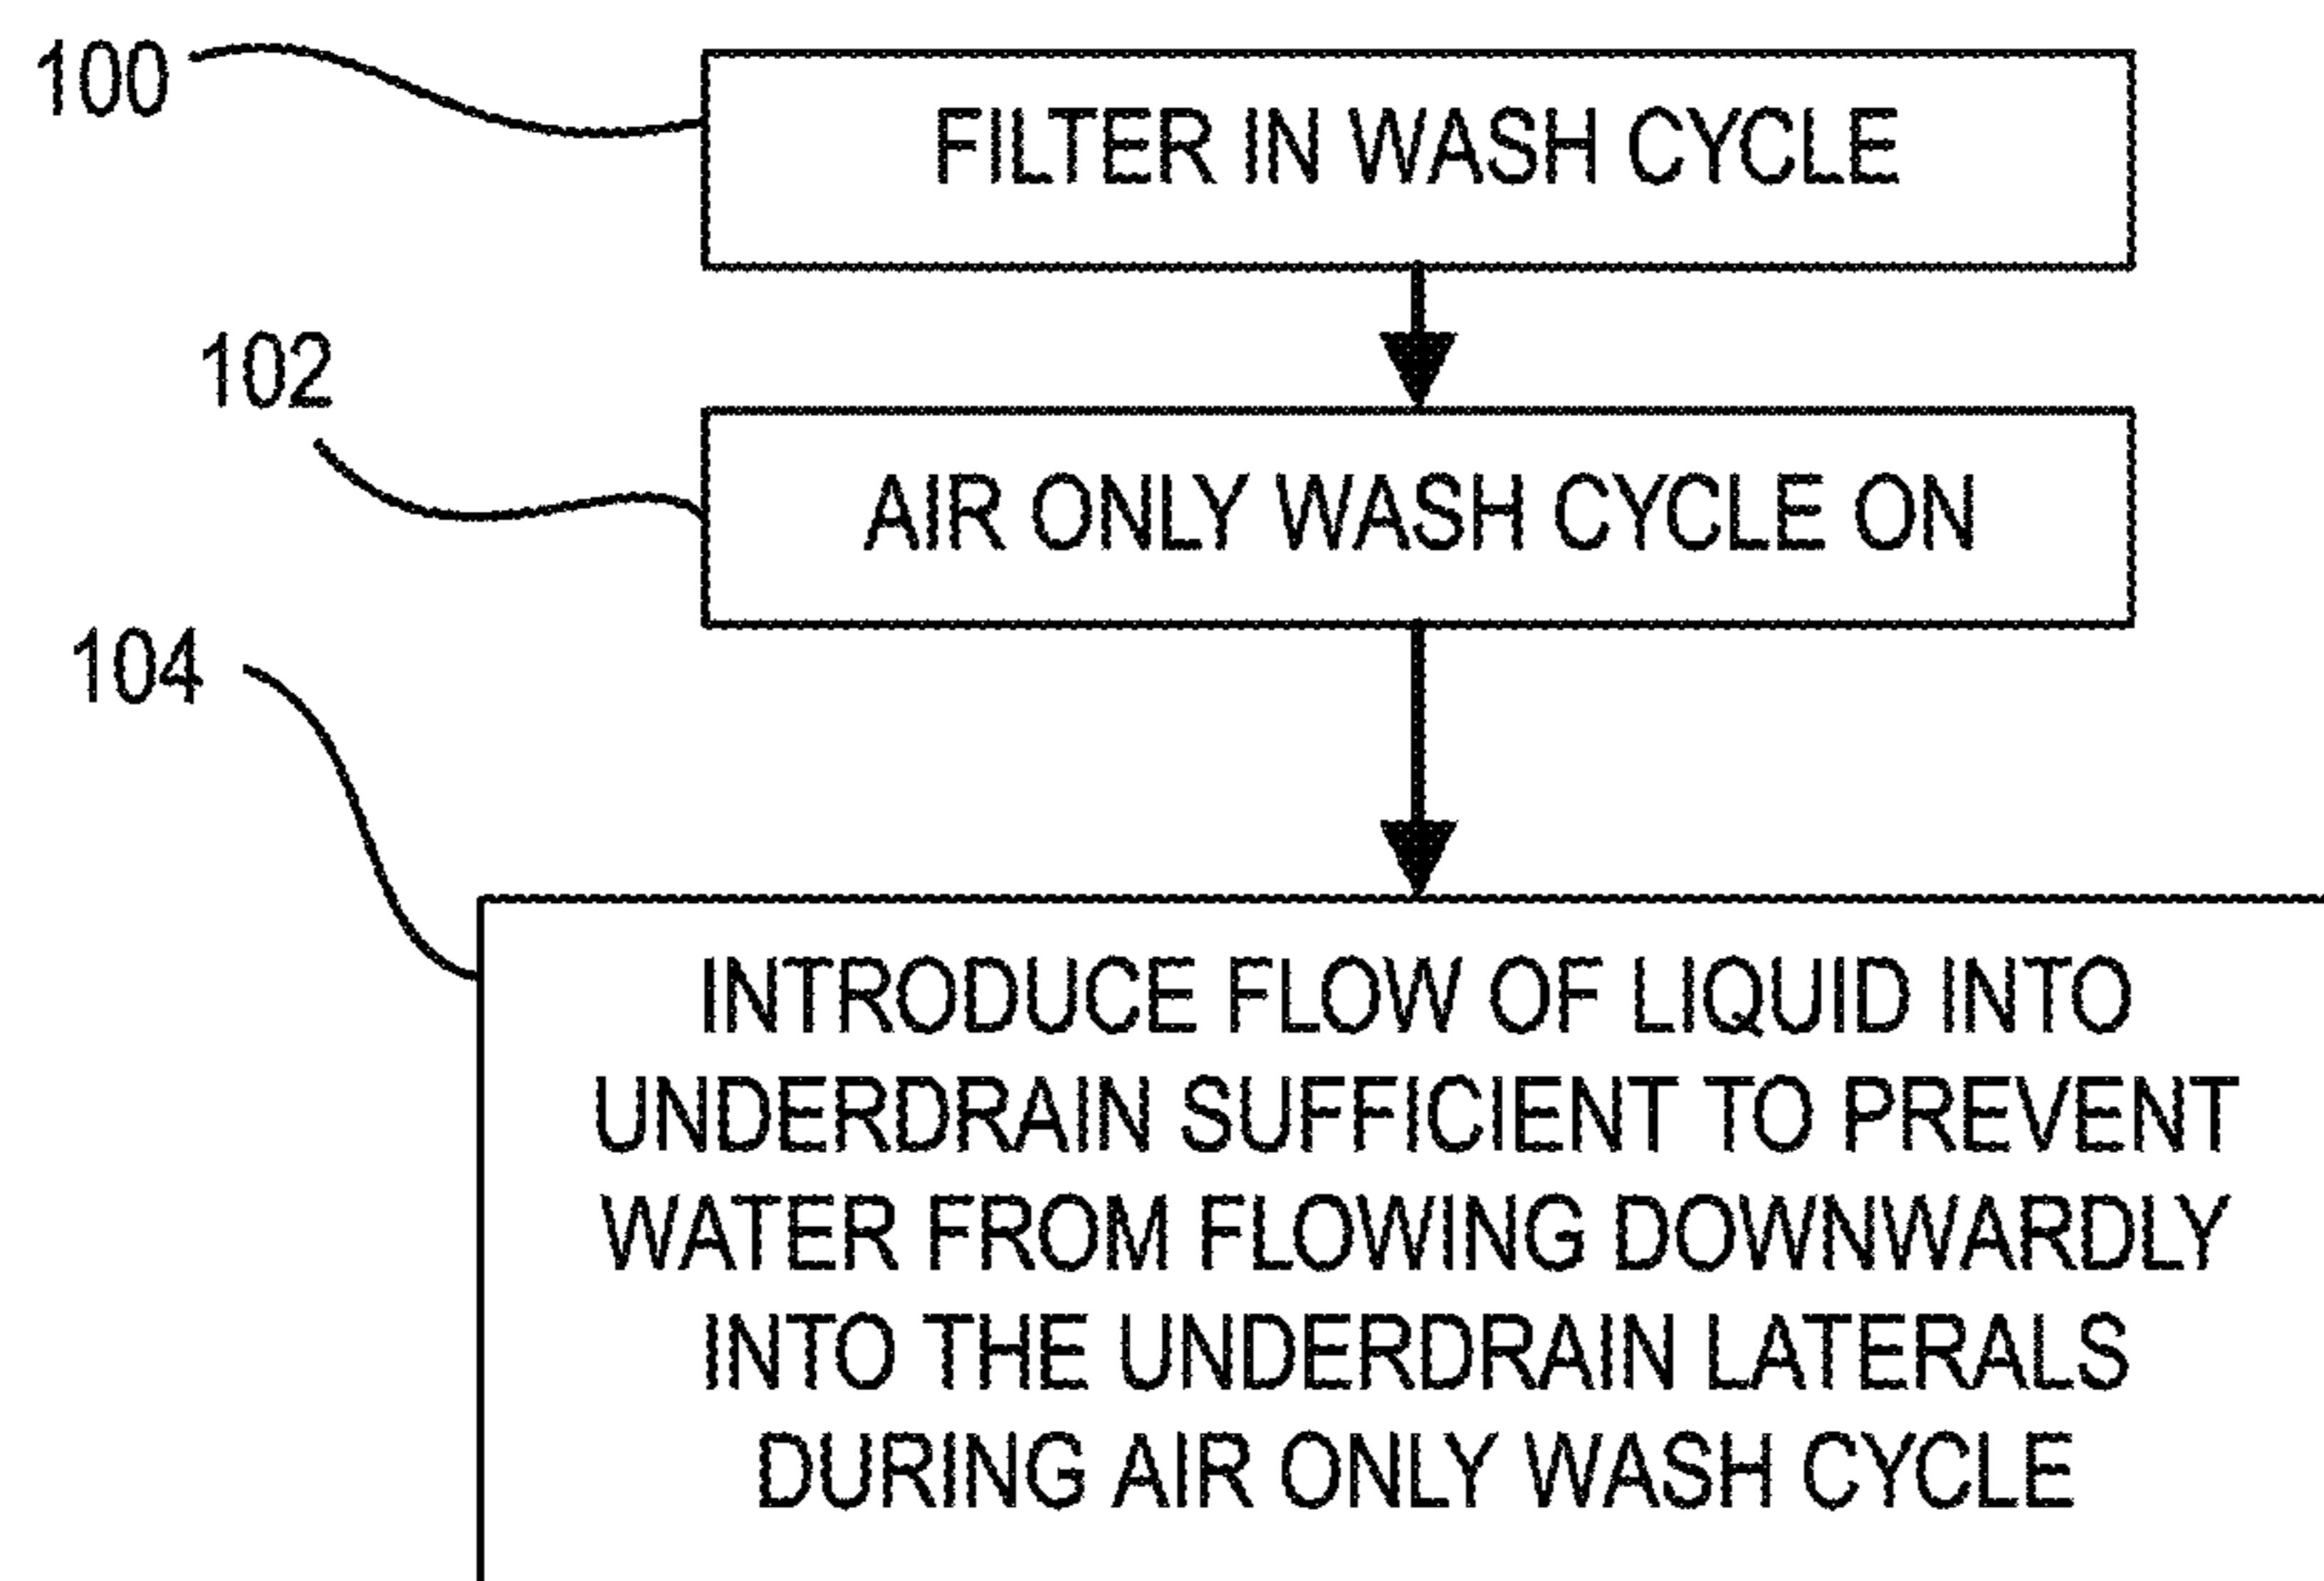 100
FILTER IN WASH CYCLE
102
AIR ONLY WASH CYCLE ON
104
INTRODUCE FLOW OF LIQUID INTO
UNDERDRAIN SUFFICIENT TO PREVENT
WATER FROM FLOWING DOWNWARDLY
INTO THE UNDERDRAIN LATERALS
DURING AIR ONLY WASH CYCLE